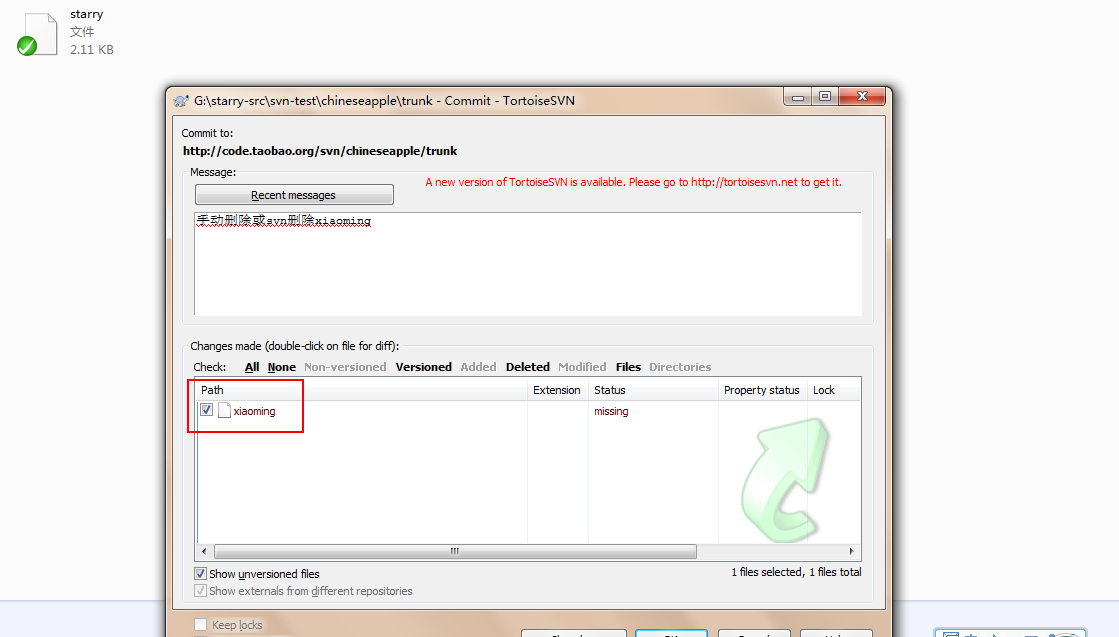 starry
文件
2.11 KB
G:\starry-src\svn-test\chineseapple\trunk - Commit - TortoiseSVN
Commit to:
http://code.taobao.org/svn/chineseapple/trunk
Message:
A new version of TortoiseSVN is available. Please go to http://tortoisesvn.net to get it.
Recent messages
手动删除或svn删除xiaoming
Changes made (double-click on file for diff):
Check: All None Non-versioned Versioned Added Deleted Modified Files Directories
Path Extension Status Property status Lock
xiaoming missing
1 files selected, 1 files total
Show unversioned files
Show externals from different repositories
Keep locks